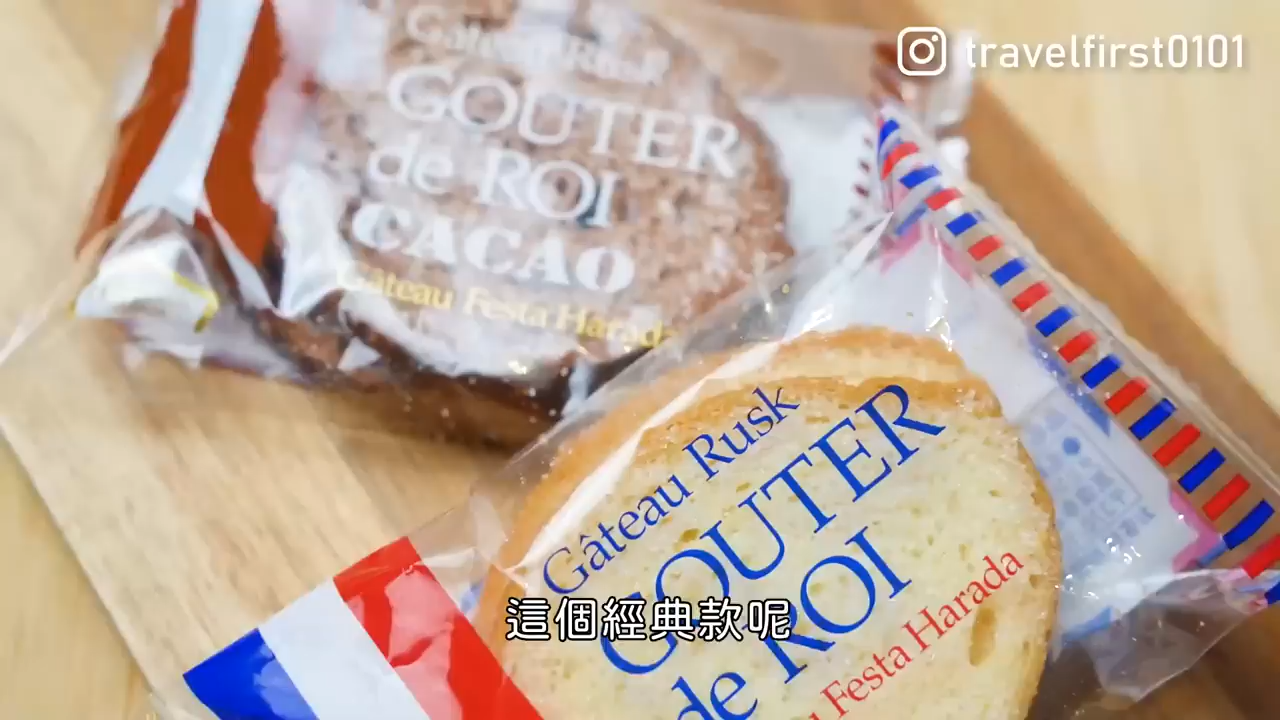 travelfirst0101
Gâteau Rusk
GOUTER
de ROI
CACAO
Gâteau Festa Harada
Gâteau Rusk
GOUTER
de ROI
Festa Harada
這個經典款呢